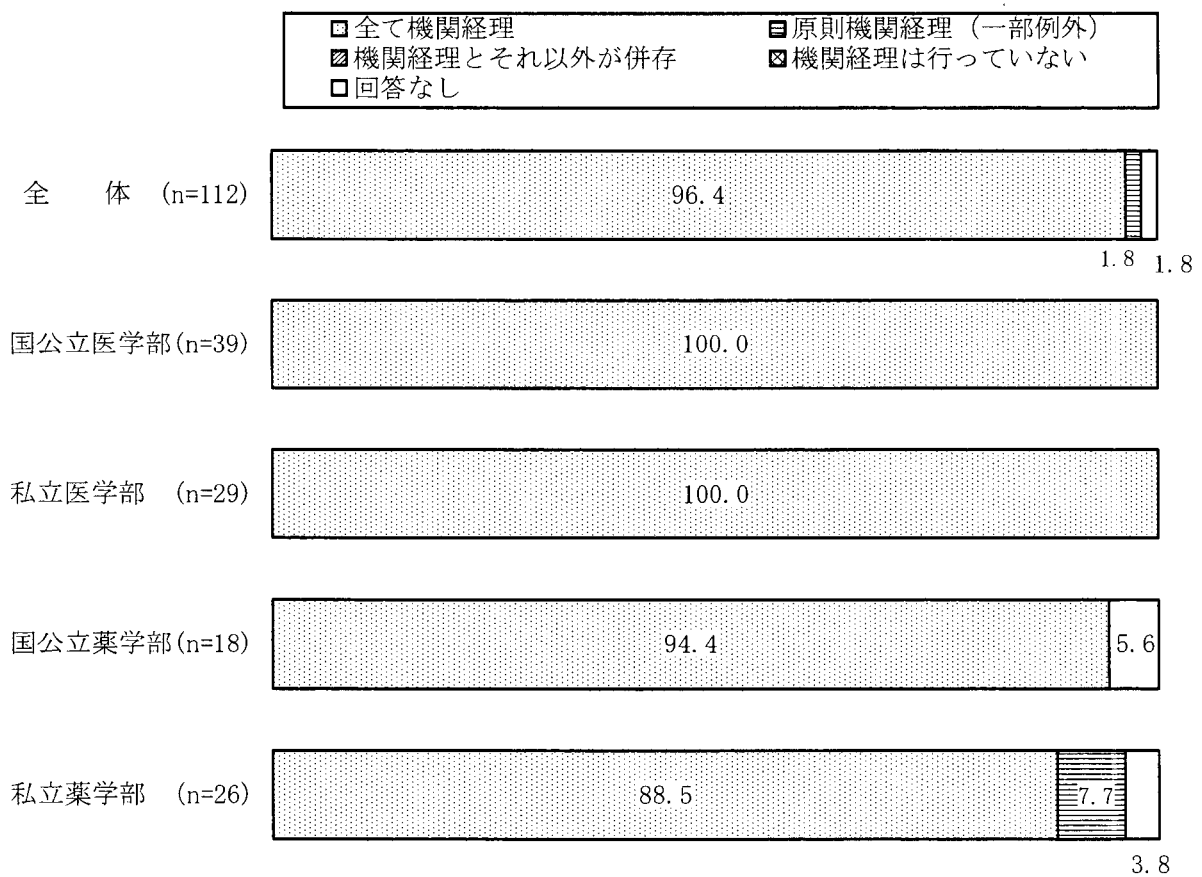 全て機関経理 原則機関経理（一部例外）
機関経理とそれ以外が併存 機関経理は行っていない
回答なし
全 体 (n=112) 96.4
1.8 1.8
国公立医学部(n=39) 100.0
私立医学部 (n=29) 100.0
国公立薬学部(n=18) 94.4 5.6
私立薬学部 (n=26) 88.5 7.7
3.8